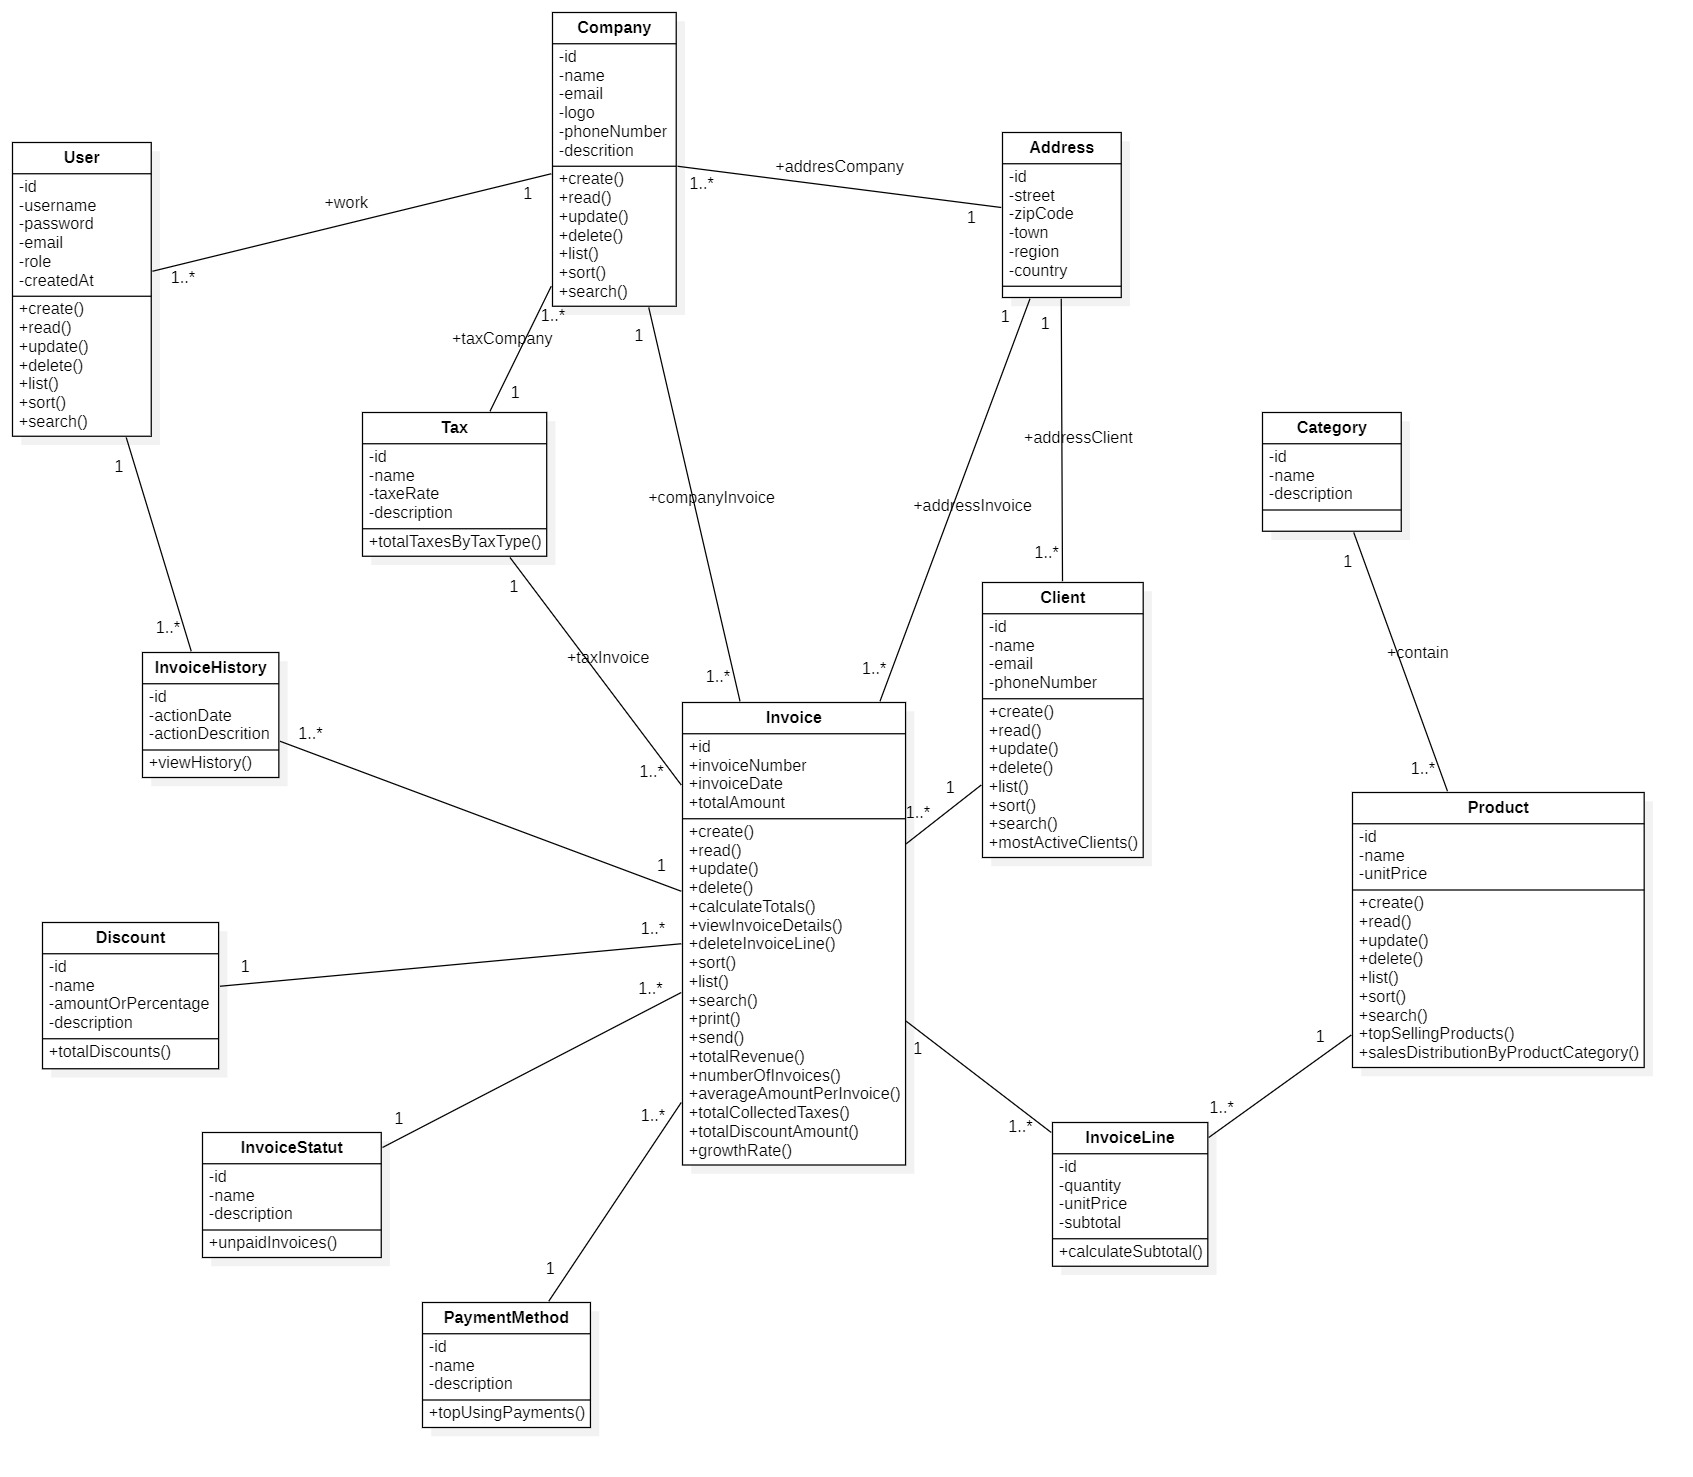 Company
-id
-name
-email
-logo
-phoneNumber
-descrition
+create()
+read()
+update()
+delete()
+list()
+sort()
+search()
User
-id
-username
-password
-email
-role
-createdAt
+create()
+read()
+update()
+delete()
+list()
+sort()
+search()
Address
-id
-street
-zipCode
-town
-region
-country
+work
1
1..*
+addresCompany
1..*
1
1..*
+taxCompany
1
1
+companyInvoice
1..*
1
+addressInvoice
1..*
1
+addressClient
1..*
Tax
-id
-name
-taxeRate
-description
+totalTaxesByTaxType()
1
+taxInvoice
1..*
Category
-id
-name
-description
1
+contain
1..*
1
1..*
InvoiceHistory
-id
-actionDate
-actionDescrition
+viewHistory()
1..*
1
Client
-id
-name
-email
-phoneNumber
+create()
+read()
+update()
+delete()
+list()
+sort()
+search()
+mostActiveClients()
1
1..*
Invoice
+id
+invoiceNumber
+invoiceDate
+totalAmount
+create()
+read()
+update()
+delete()
+calculateTotals()
+viewInvoiceDetails()
+deleteInvoiceLine()
+sort()
+list()
+search()
+print()
+send()
+totalRevenue()
+numberOfInvoices()
+averageAmountPerInvoice()
+totalCollectedTaxes()
+totalDiscountAmount()
+growthRate()
Product
-id
-name
-unitPrice
+create()
+read()
+update()
+delete()
+list()
+sort()
+search()
+topSellingProducts()
+salesDistributionByProductCategory()
Discount
-id
-name
-amountOrPercentage
-description
+totalDiscounts()
1
1..*
InvoiceStatut
-id
-name
-description
+unpaidInvoices()
1
1..*
PaymentMethod
-id
-name
-description
+topUsingPayments()
1
1..*
InvoiceLine
-id
-quantity
-unitPrice
-subtotal
+calculateSubtotal()
1
1..*
1
1..*